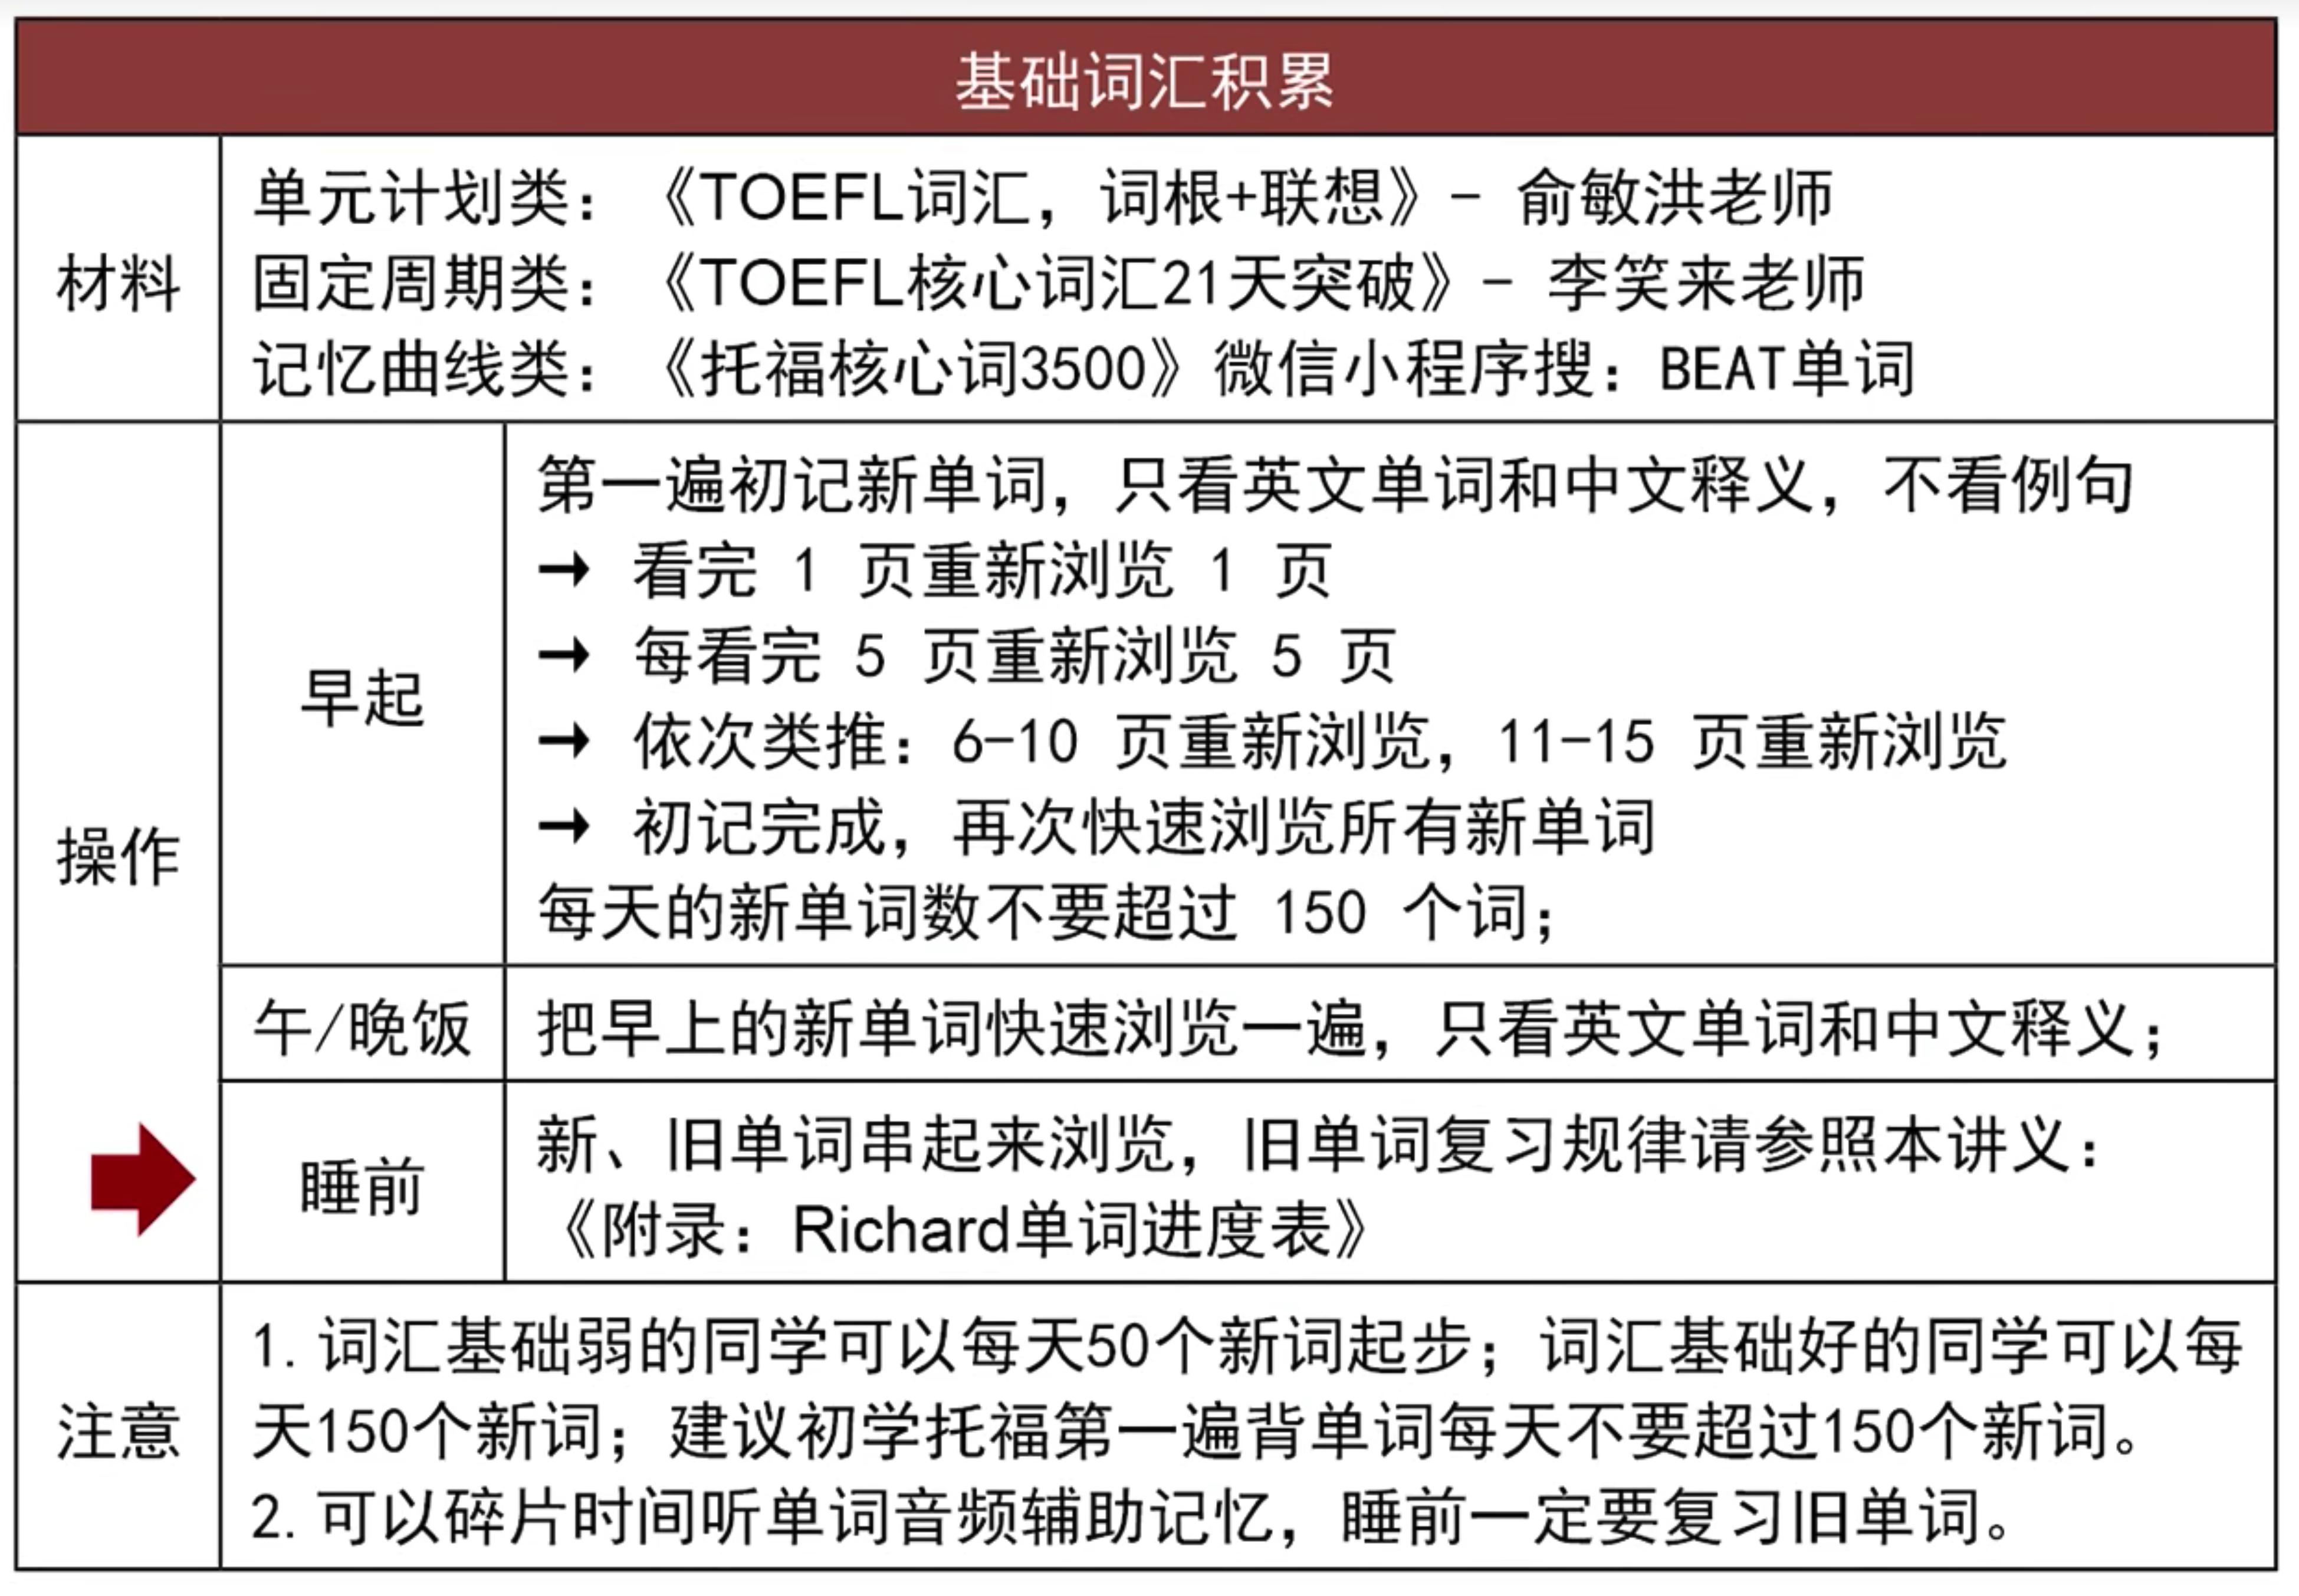 基础词汇积累
材料
单元计划类：《TOEFL词汇，词根+联想》- 俞敏洪老师
固定周期类：《TOEFL核心词汇21天突破》- 李笑来老师
记忆曲线类：《托福核心词3500》微信小程序搜：BEAT单词
操作
早起
第一遍初记新单词，只看英文单词和中文释义，不看例句
→ 看完 1 页重新浏览 1 页
→ 每看完 5 页重新浏览 5 页
→ 依次类推：6-10 页重新浏览，11-15 页重新浏览
→ 初记完成，再次快速浏览所有新单词
每天的新单词数不要超过 150 个词；
午/晚饭
把早上的新单词快速浏览一遍，只看英文单词和中文释义；
睡前
新、旧单词串起来浏览，旧单词复习规律请参照本讲义：
《附录：Richard单词进度表》
注意
1. 词汇基础弱的同学可以每天50个新词起步；词汇基础好的同学可以每
天150个新词；建议初学托福第一遍背单词每天不要超过150个新词。
2. 可以碎片时间听单词音频辅助记忆，睡前一定要复习旧单词。